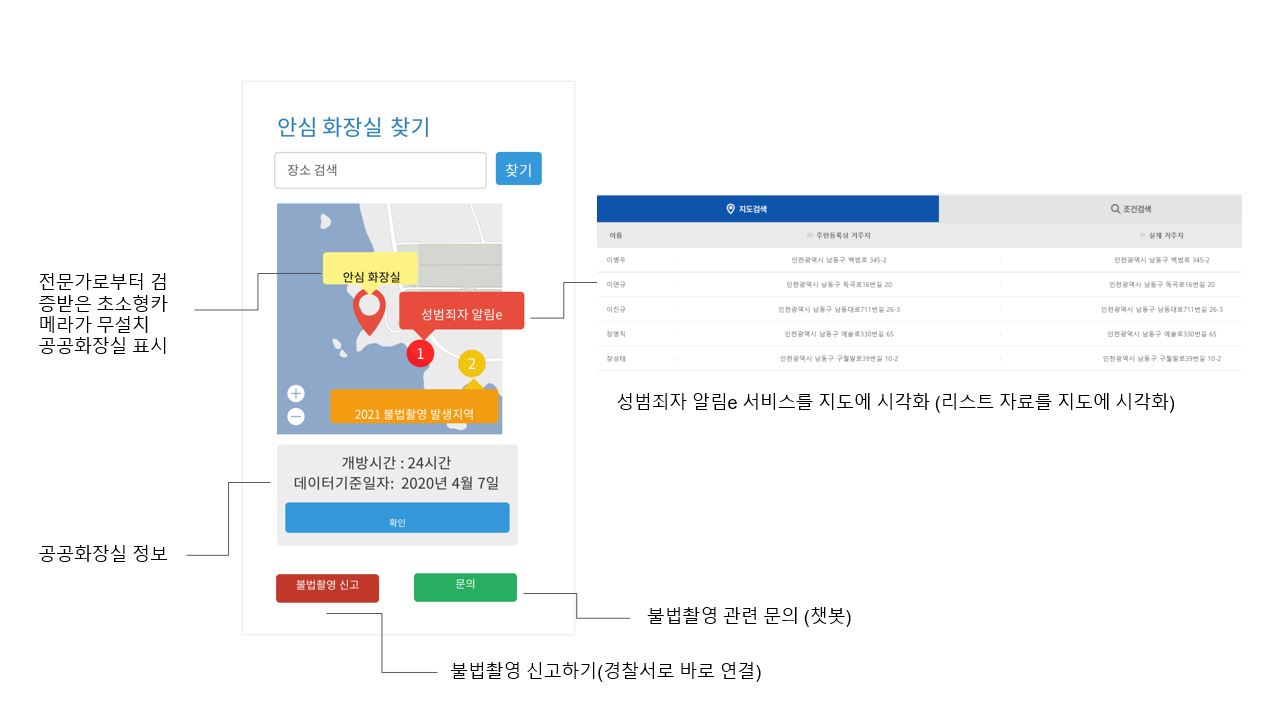 안심 화장실 찾기
장소 검색
찾기
안심 화장실
성범죄자 알림e
1
2
2021 불법촬영 발생지역
개방시간 : 24시간
데이터기준일자: 2020년 4월 7일
확인
불법촬영 신고
문의
전문가로부터 검
증받은 초소형카
메라가 무설치
공공화장실 표시
공공화장실 정보
지도검색
조건검색
이름 주민등록상 거주지 실제 거주지
이병우 인천광역시 남동구 백범로 345-2 인천광역시 남동구 백범로 345-2
이연규 인천광역시 남동구 독곡로16번길 20 인천광역시 남동구 독곡로16번길 20
이진규 인천광역시 남동구 남동대로711번길 26-3 인천광역시 남동구 남동대로711번길 26-3
장명직 인천광역시 남동구 예술로330번길 65 인천광역시 남동구 예술로330번길 65
장성태 인천광역시 남동구 구월말로39번길 10-2 인천광역시 남동구 구월말로39번길 10-2
성범죄자 알림e 서비스를 지도에 시각화 (리스트 자료를 지도에 시각화)
불법촬영 관련 문의 (챗봇)
불법촬영 신고하기(경찰서로 바로 연결)